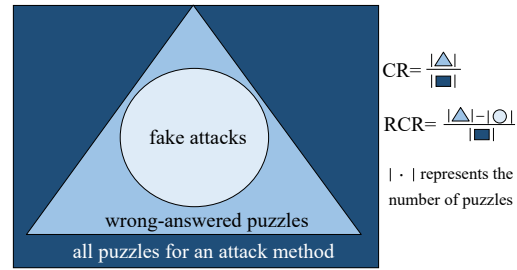 fake attacks
wrong-answered puzzles
all puzzles for an attack method
CR= |△| / |■|
RCR= |△|−|○| / |■|
| · | represents the
number of puzzles